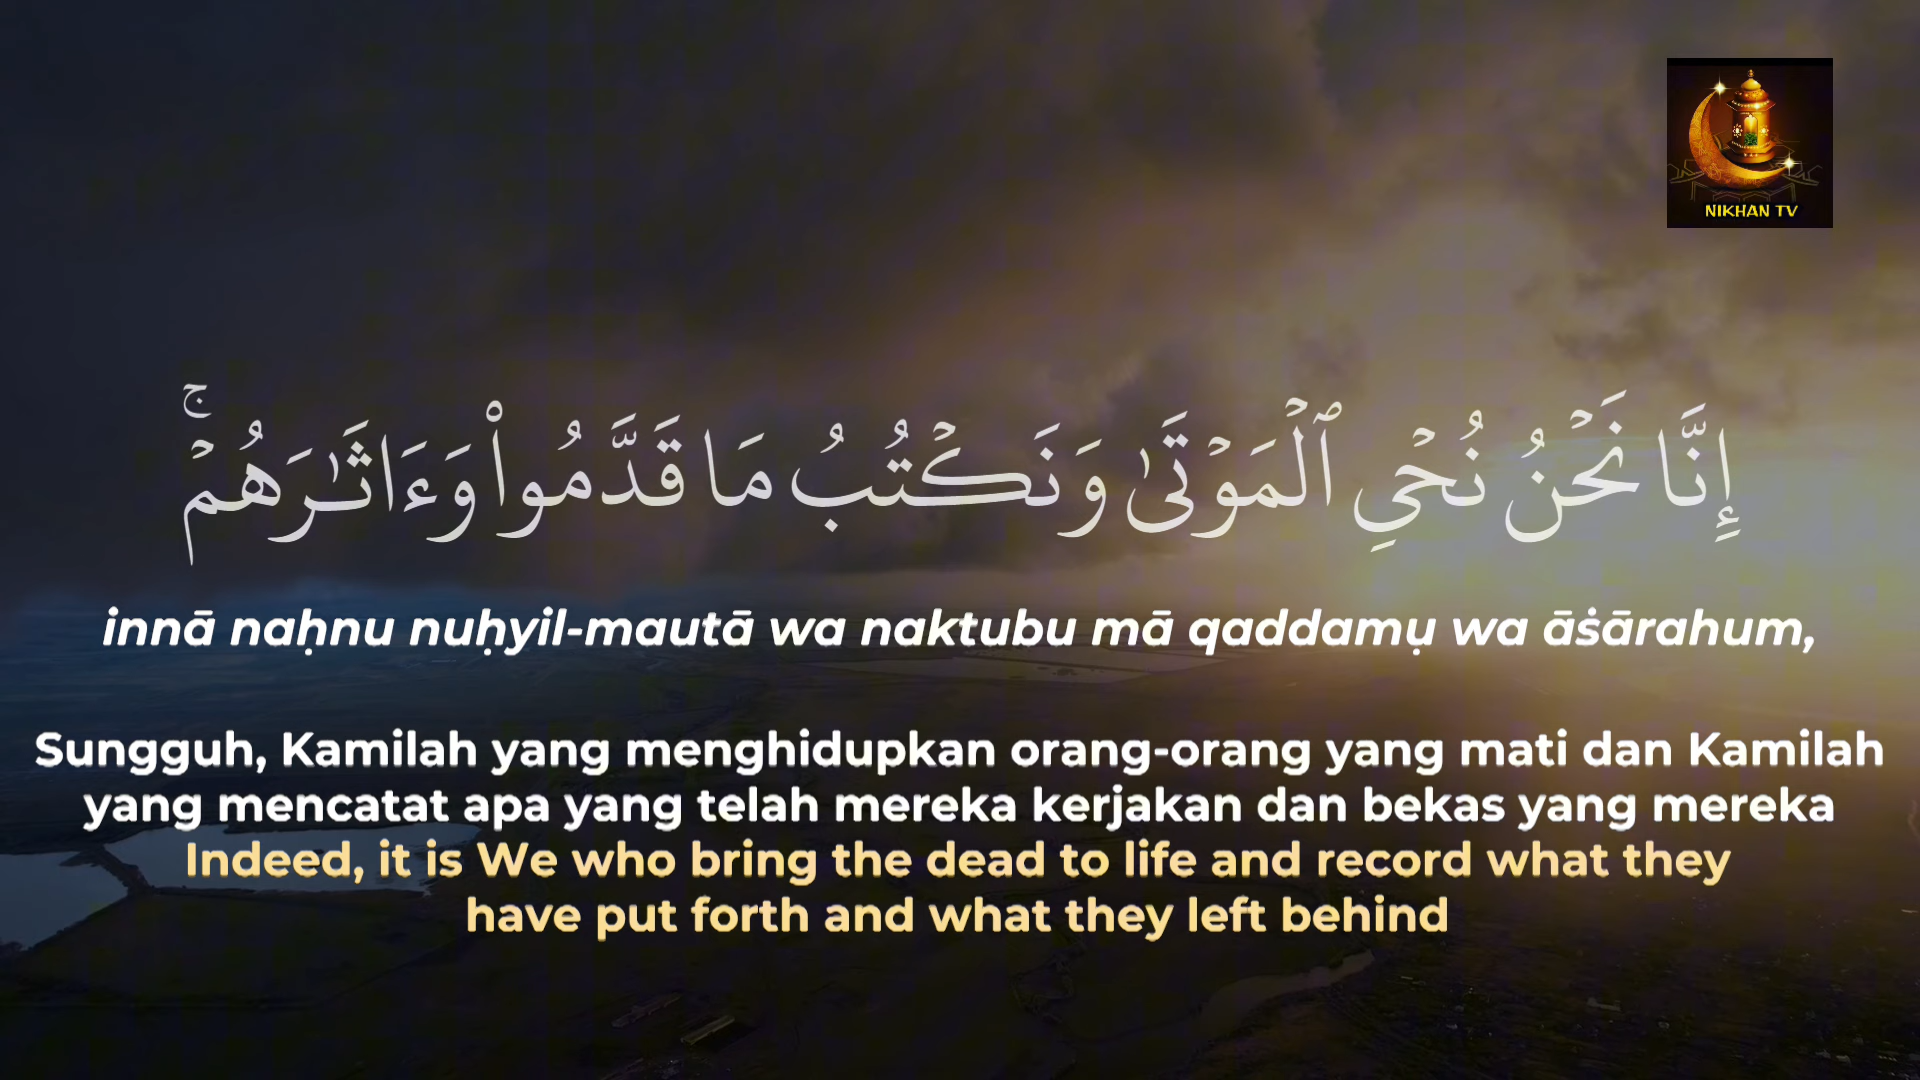 NIKHAN TV
إِنَّا نَحْنُ نُحْيِ ٱلْمَوْتَىٰ وَنَكْتُبُ مَا قَدَّمُوا۟ وَءَاثَـٰرَهُمْ ۚ
innā naḥnu nuḥyil-mautā wa naktubu mā qaddamụ wa āṡārahum,
Sungguh, Kamilah yang menghidupkan orang-orang yang mati dan Kamilah
yang mencatat apa yang telah mereka kerjakan dan bekas yang mereka
Indeed, it is We who bring the dead to life and record what they
have put forth and what they left behind